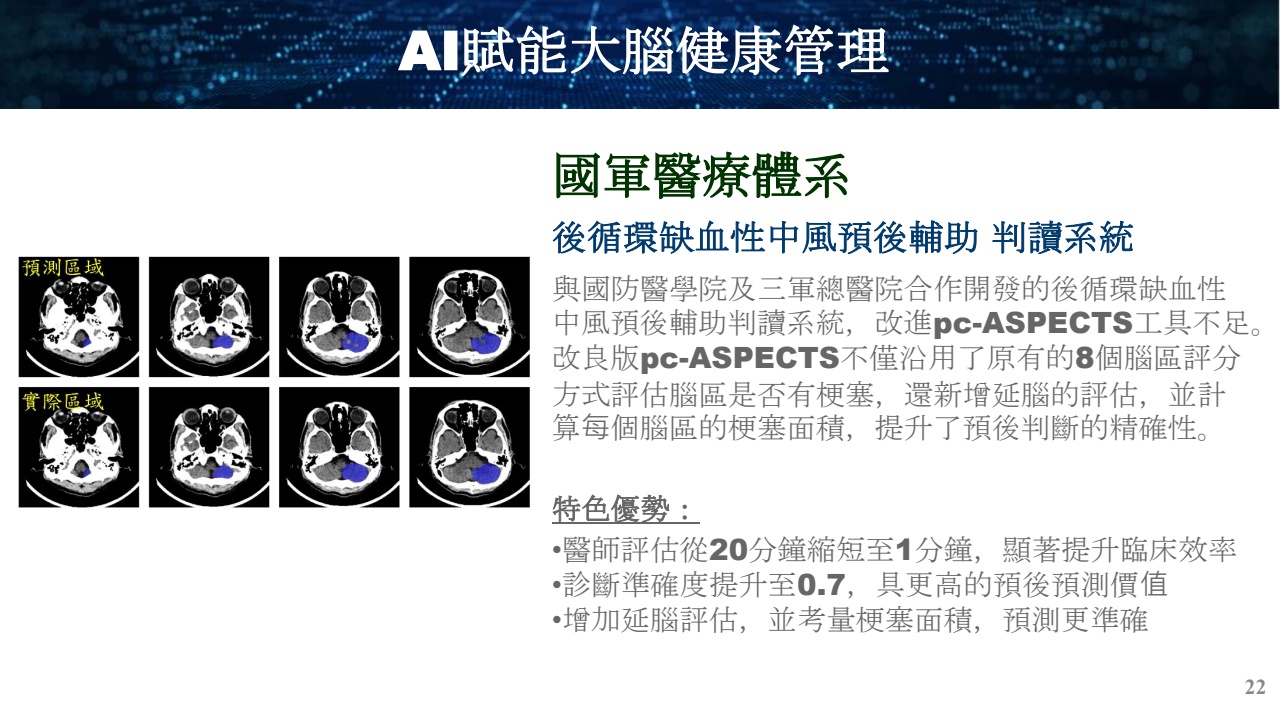 AI賦能大腦健康管理
國軍醫療體系
後循環缺血性中風預後輔助 判讀系統
預測區域
實際區域
與國防醫學院及三軍總醫院合作開發的後循環缺血性
中風預後輔助判讀系統，改進pc-ASPECTS工具不足。
改良版pc-ASPECTS不僅沿用了原有的8個腦區評分
方式評估腦區是否有梗塞，還新增延腦的評估，並計
算每個腦區的梗塞面積，提升了預後判斷的精確性。
特色優勢：
•醫師評估從20分鐘縮短至1分鐘，顯著提升臨床效率
•診斷準確度提升至0.7，具更高的預後預測價值
•增加延腦評估，並考量梗塞面積，預測更準確
22